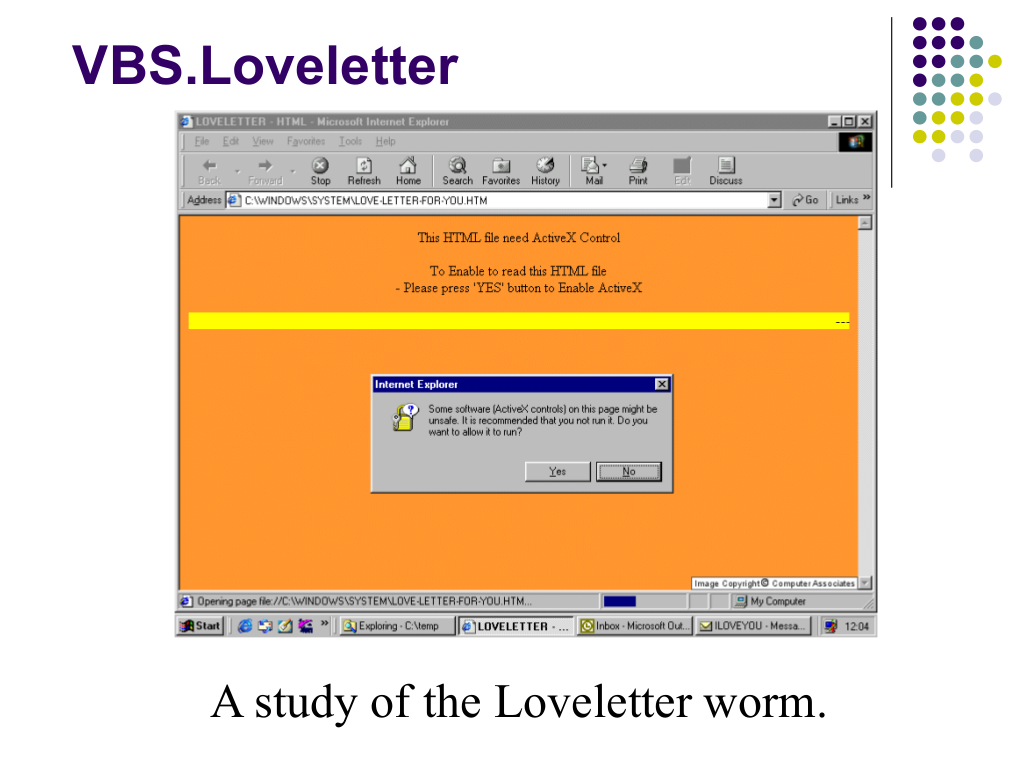 VBS.Loveletter
LOVELETTER - HTML - Microsoft Internet Explorer
File Edit View Favorites Tools Help
Back Forward Stop Refresh Home Search Favorites History Mail Print Edit Discuss
Address C:\WINDOWS\SYSTEM\LOVE-LETTER-FOR-YOU.HTM Go Links »
This HTML file need ActiveX Control
To Enable to read this HTML file
- Please press 'YES' button to Enable ActiveX
---
Internet Explorer
Some software (ActiveX controls) on this page might be
unsafe. It is recommended that you not run it. Do you
want to allow it to run?
Yes No
Image Copyright© Computer Associates
Opening page file://C:\WINDOWS\SYSTEM\LOVE-LETTER-FOR-YOU.HTM... My Computer
Start » Exploring - C:\temp LOVELETTER - ... Inbox - Microsoft Out... ILOVEYOU - Messa... 12:04
A study of the Loveletter worm.